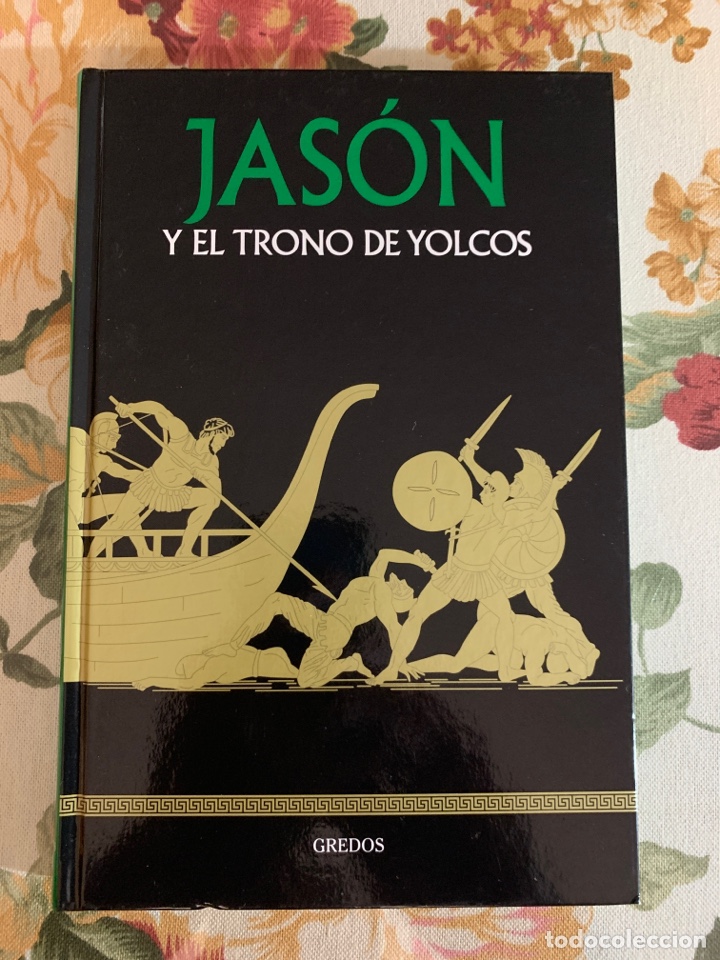 JASÓN
Y EL TRONO DE YOLCOS
GREDOS
todocoleccion